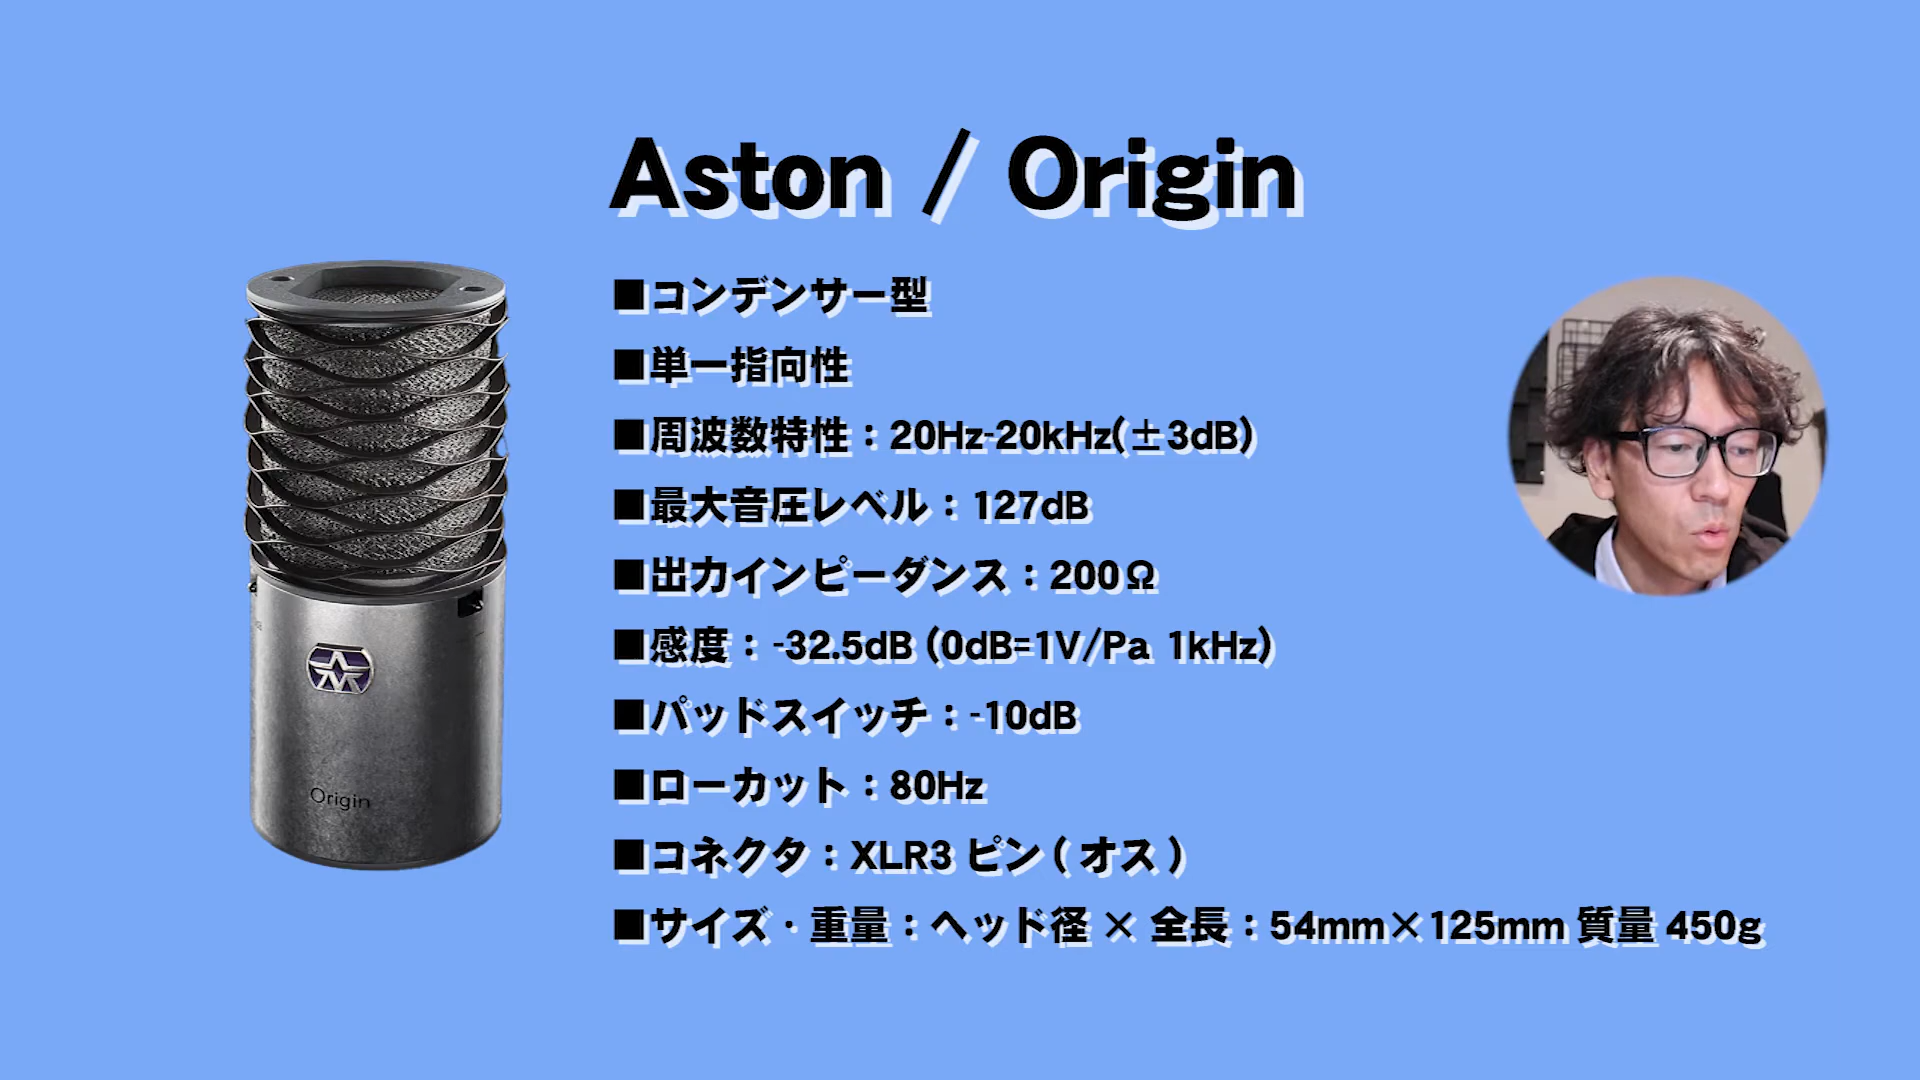 Aston / Origin
■コンデンサー型
■単一指向性
■周波数特性：20Hz-20kHz(±3dB)
■最大音圧レベル：127dB
■出力インピーダンス：200Ω
■感度：-32.5dB (0dB=1V/Pa 1kHz)
■パッドスイッチ：-10dB
■ローカット：80Hz
■コネクタ：XLR3 ピン ( オス )
■サイズ・重量：ヘッド径 × 全長：54mm×125mm 質量 450g
Origin